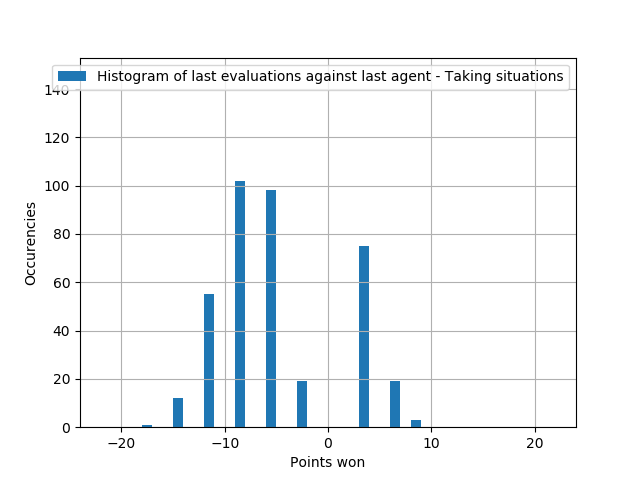 Histogram of last evaluations against last agent - Taking situations
140
120
100
80
60
40
20
0
−20 −10 0 10 20
Points won
Occurencies